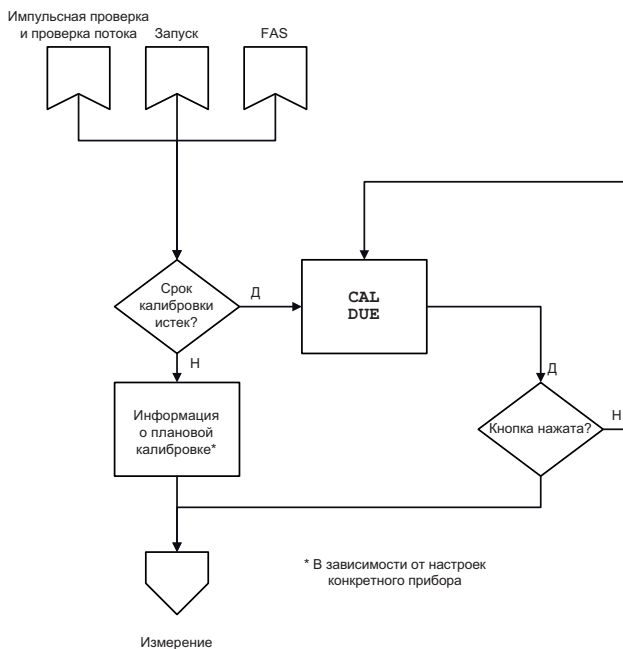 Импульсная проверка
и проверка потока
Запуск
FAS
Срок
калибровки
истек?
Д
CAL
DUE
Н
Д
Информация
о плановой
калибровке*
Кнопка нажата?
Н
* В зависимости от настроек
конкретного прибора
Измерение